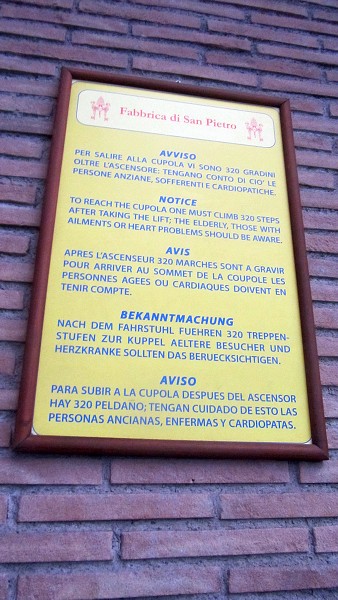 Fabbrica di San Pietro
AVVISO
PER SALIRE ALLA CUPOLA VI SONO 320 GRADINI
OLTRE L'ASCENSORE: TENGANO CONTO DI CIO' LE
PERSONE ANZIANE, SOFFERENTI E CARDIOPATICHE.
NOTICE
TO REACH THE CUPOLA ONE MUST CLIMB 320 STEPS
AFTER TAKING THE LIFT; THE ELDERLY, THOSE WITH
AILMENTS OR HEART PROBLEMS SHOULD BE AWARE.
AVIS
APRES L'ASCENSEUR 320 MARCHES SONT A GRAVIR
POUR ARRIVER AU SOMMET DE LA COUPOLE LES
PERSONNES AGEES OU CARDIAQUES DOIVENT EN
TENIR COMPTE.
BEKANNTMACHUNG
NACH DEM FAHRSTUHL FUEHREN 320 TREPPEN-
STUFEN ZUR KUPPEL AELTERE BESUCHER UND
HERZKRANKE SOLLTEN DAS BERUECKSICHTIGEN.
AVISO
PARA SUBIR A LA CUPOLA DESPUES DEL ASCENSOR
HAY 320 PELDAÑO; TENGAN CUIDADO DE ESTO LAS
PERSONAS ANCIANAS, ENFERMAS Y CARDIOPATAS.